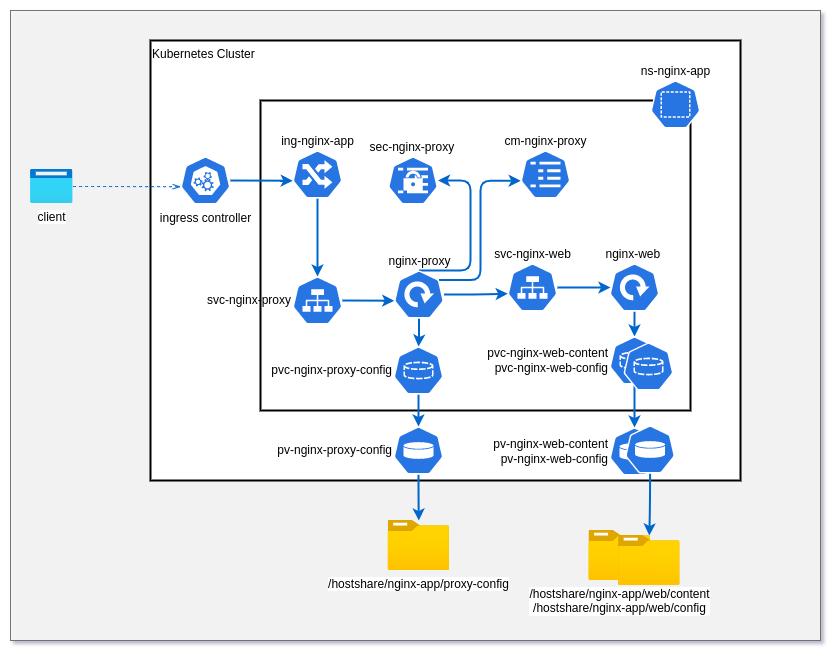 Kubernetes Cluster
ns-nginx-app
ing-nginx-app
sec-nginx-proxy
cm-nginx-proxy
client
ingress controller
nginx-proxy
svc-nginx-web
nginx-web
svc-nginx-proxy
pvc-nginx-proxy-config
pvc-nginx-web-content
pvc-nginx-web-config
pv-nginx-proxy-config
pv-nginx-web-content
pv-nginx-web-config
/hostshare/nginx-app/proxy-config
/hostshare/nginx-app/web/content
/hostshare/nginx-app/web/config